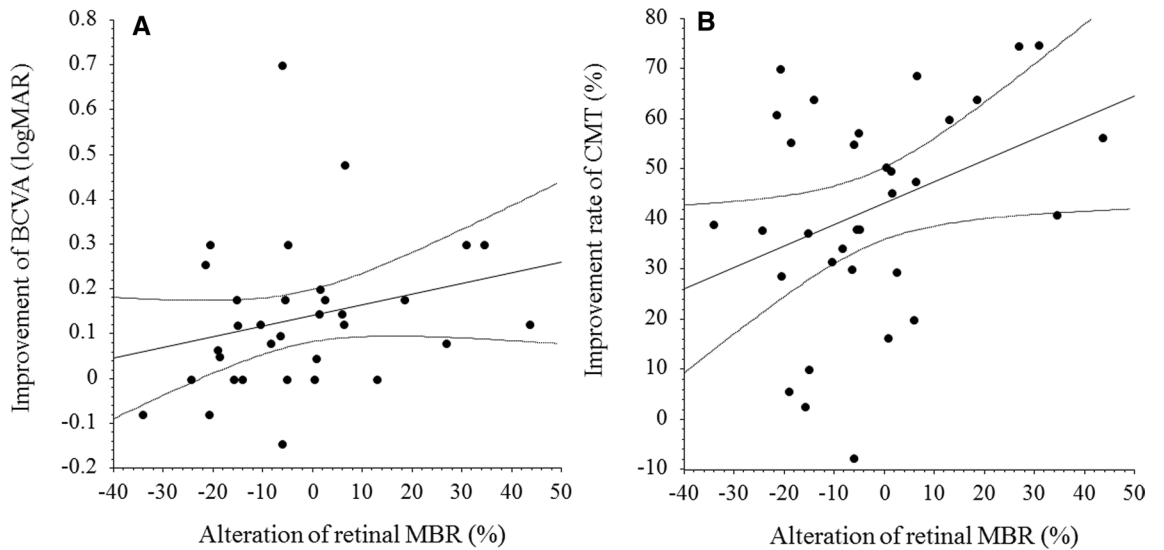 A
Improvement of BCVA (logMAR)
0.8
0.7
0.6
0.5
0.4
0.3
0.2
0.1
0
-0.1
-0.2
-40 -30 -20 -10 0 10 20 30 40 50
Alteration of retinal MBR (%)
B
Improvement rate of CMT (%)
80
70
60
50
40
30
20
10
0
-10
-40 -30 -20 -10 0 10 20 30 40 50
Alteration of retinal MBR (%)